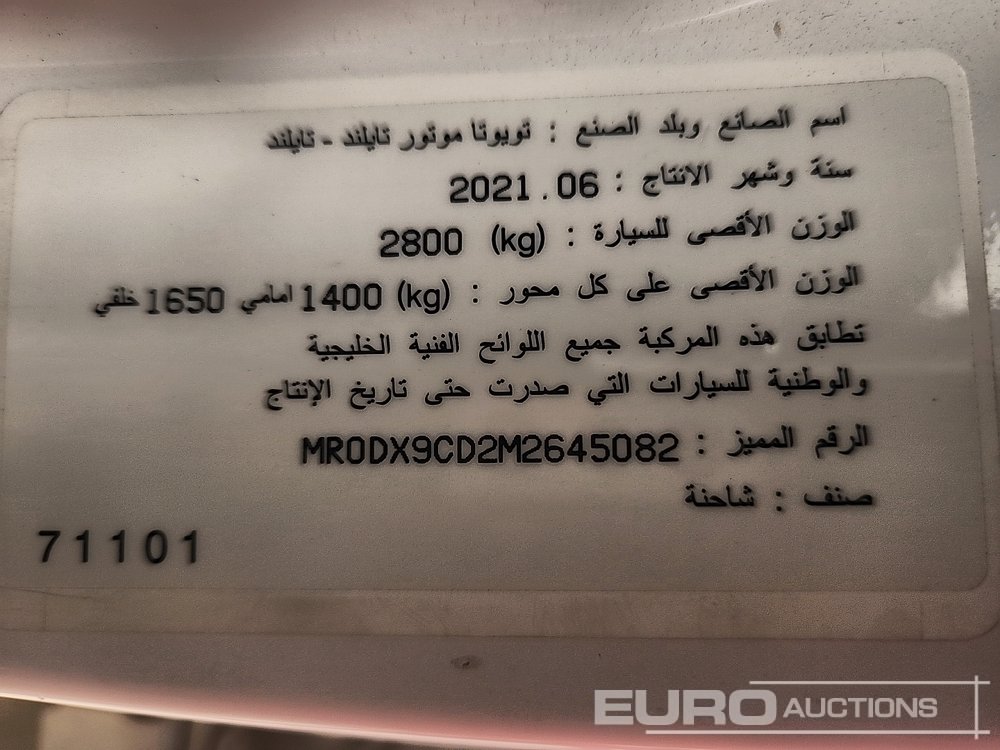 اسم الصانع وبلد الصنع : تويوتا موتور تايلند - تايلند
سنة وشهر الانتاج : 2021.06
الوزن الأقصى للسيارة : (kg) 2800
الوزن الأقصى على كل محور : (kg) 1400 امامي 1650 خلفي
تطابق هذه المركبة جميع اللوائح الفنية الخليجية
والوطنية للسيارات التي صدرت حتى تاريخ الإنتاج
الرقم المميز : MR0DX9CD2M2645082
صنف : شاحنة
71101
EURO AUCTIONS